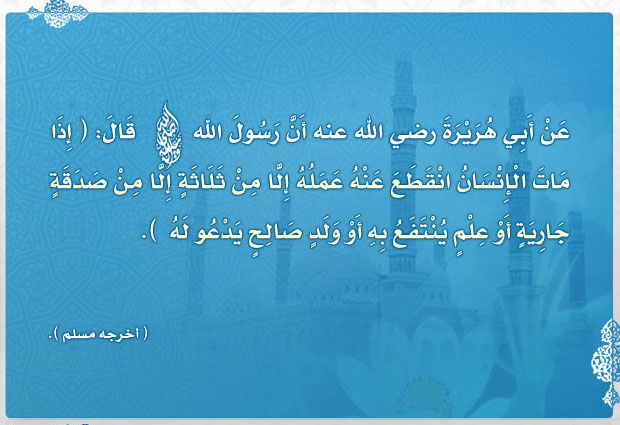 عَنْ أَبِي هُرَيْرَةَ رضي الله عنه أَنَّ رَسُولَ الله ﷺ قَالَ: ( إِذَا
مَاتَ الْإِنْسَانُ انْقَطَعَ عَنْهُ عَمَلُهُ إِلَّا مِنْ ثَلَاثَةٍ إِلَّا مِنْ صَدَقَةٍ
جَارِيَةٍ أَوْ عِلْمٍ يُنْتَفَعُ بِهِ أَوْ وَلَدٍ صَالِحٍ يَدْعُو لَهُ ).
( أخرجه مسلم ).